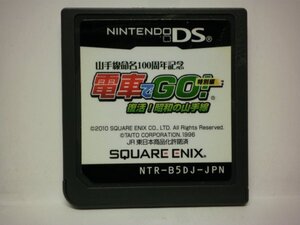 NINTENDO DS
山手線命名100周年記念
電車でGO! 特別編
復活!昭和の山手線
©2010 SQUARE ENIX CO., LTD. All Rights Reserved.
©TAITO CORPORATION, 1996
JR東日本商品化許諾済
SQUARE ENIX
NTR-B5DJ-JPN